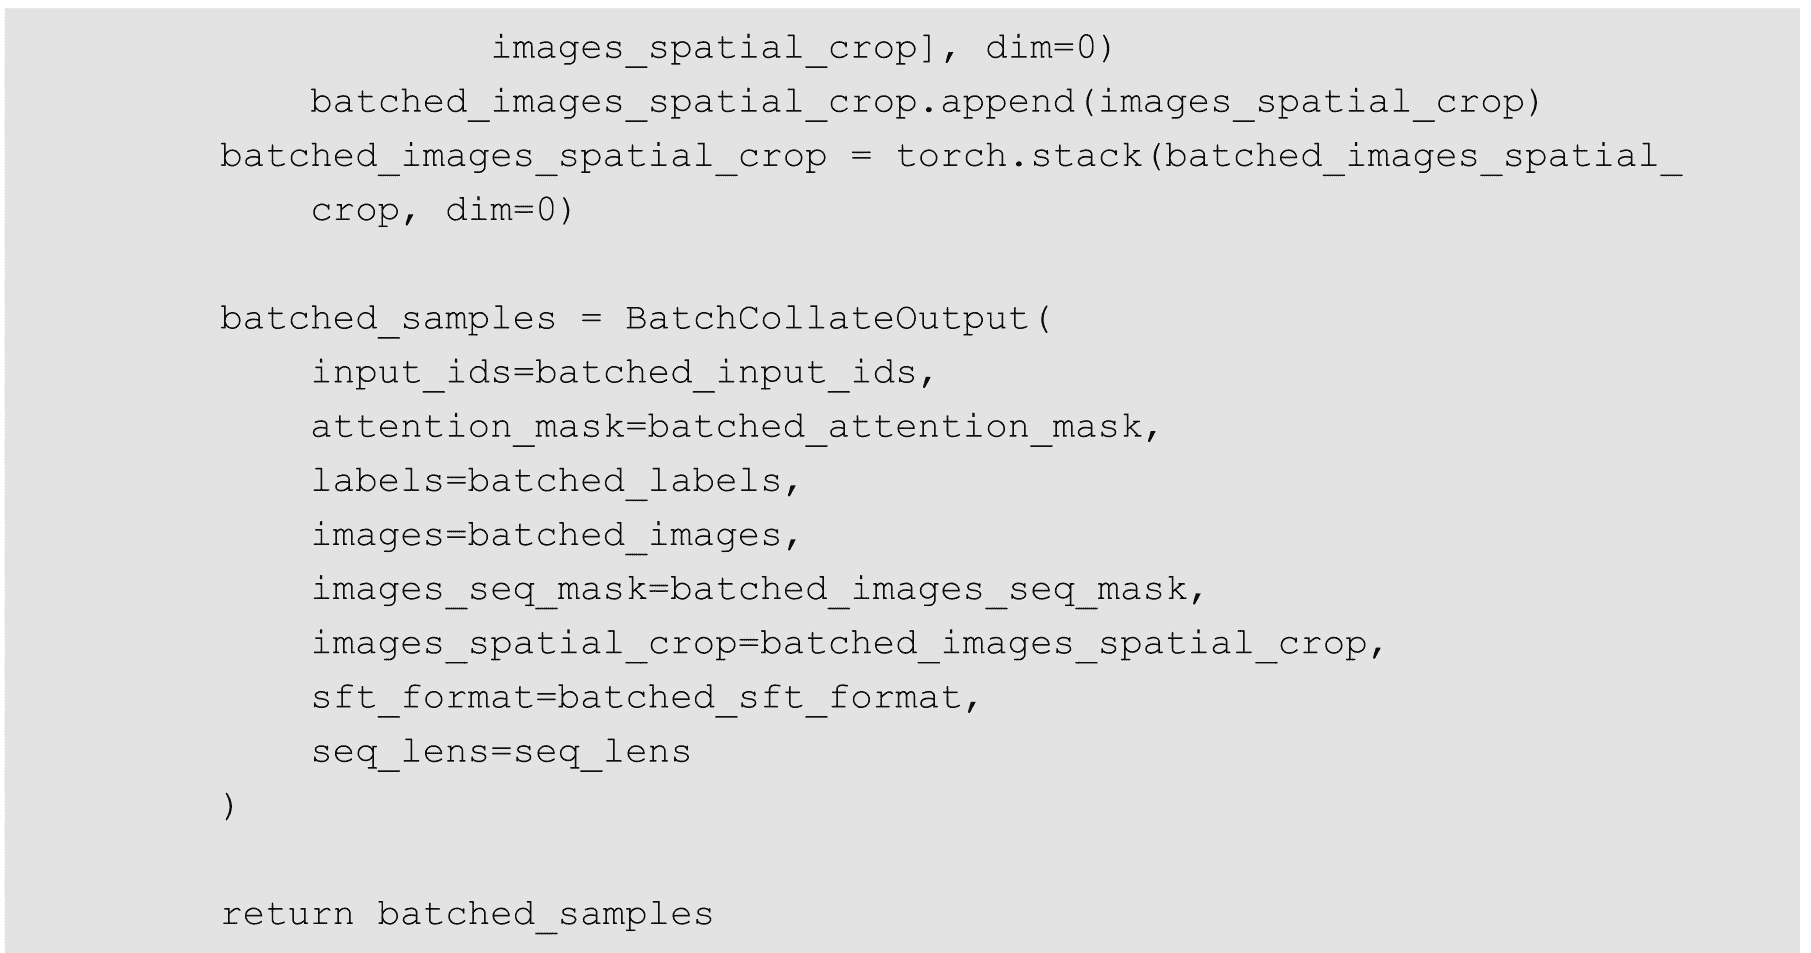 images_spatial_crop], dim=0)
batched_images_spatial_crop.append(images_spatial_crop)
batched_images_spatial_crop = torch.stack(batched_images_spatial_
crop, dim=0)
batched_samples = BatchCollateOutput(
input_ids=batched_input_ids,
attention_mask=batched_attention_mask,
labels=batched_labels,
images=batched_images,
images_seq_mask=batched_images_seq_mask,
images_spatial_crop=batched_images_spatial_crop,
sft_format=batched_sft_format,
seq_lens=seq_lens
)
return batched_samples